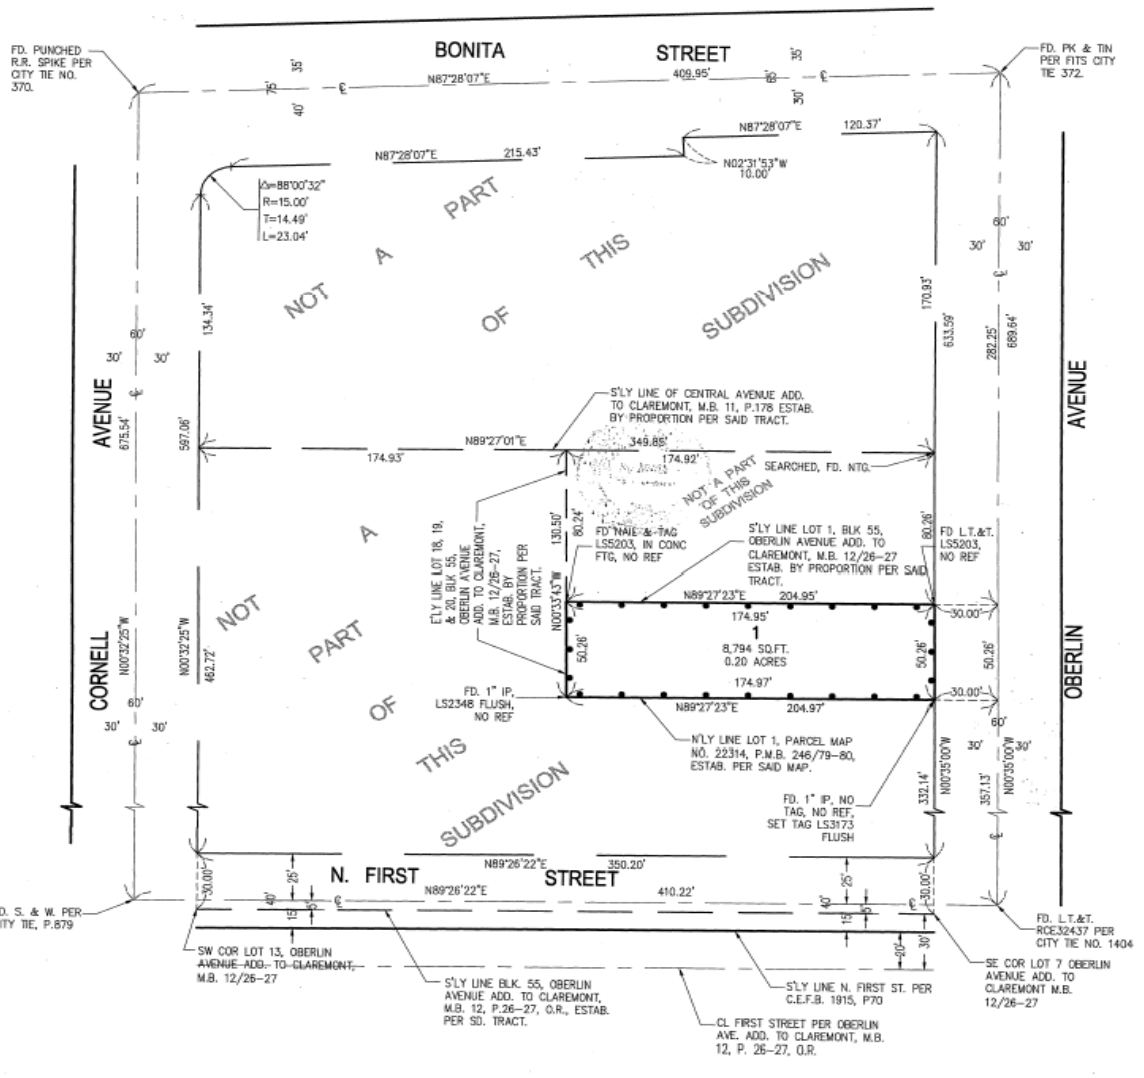 BONITA STREET
FD. PUNCHED
R.R. SPIKE PER
CITY TIE NO.
370.
FD. PK & TIN
PER FITS CITY
TIE 372.
N87°28'07"E 409.95'
75' 35' 40' ℄
65' 35' 30' ℄
N87°28'07"E 120.37'
N87°28'07"E 215.43'
N02°31'53"W
10.00'
Δ=88°00'32"
R=15.00'
T=14.49'
L=23.04'
NOT A PART
OF THIS
SUBDIVISION
60'
30' 30'
℄
134.34'
170.93'
633.59'
282.25'
689.64'
60'
30' 30'
℄
AVENUE
675.54'
597.06'
AVENUE
S'LY LINE OF CENTRAL AVENUE ADD.
TO CLAREMONT, M.B. 11, P.178 ESTAB.
BY PROPORTION PER SAID TRACT.
N89°27'01"E 349.85'
174.93' 174.92'
SEARCHED, FD. NTG.
NOT A PART
OF THIS
SUBDIVISION
E'LY LINE LOT 18, 19,
& 20, BLK 55,
OBERLIN AVENUE
ADD. TO CLAREMONT,
M.B. 12/26-27,
ESTAB. BY
PROPORTION PER
SAID TRACT.
N00°33'43"W 130.50'
80.24'
FD NAIL & TAG
LS5203, IN CONC
FTG, NO REF
S'LY LINE LOT 1, BLK 55,
OBERLIN AVENUE ADD. TO
CLAREMONT, M.B. 12/26-27
ESTAB. BY PROPORTION PER SAID
TRACT.
80.26'
FD L.T.&T.
LS5203,
NO REF
N89°27'23"E 204.95'
174.95'
30.00'
1
8,794 SQ.FT.
0.20 ACRES
50.26' 50.26' 50.26'
174.97'
N89°27'23"E 204.97'
30.00'
FD. 1" IP,
LS2348 FLUSH,
NO REF
N'LY LINE LOT 1, PARCEL MAP
NO. 22314, P.M.B. 246/79-80,
ESTAB. PER SAID MAP.
NOT
A
PART
OF
THIS
SUBDIVISION
CORNELL
N00°32'25"W
N00°32'25"W
462.72'
60'
30' 30'
℄
OBERLIN
60'
30' 30'
℄
332.14'
N00°35'00"W
357.13'
N00°35'00"W
FD. 1" IP, NO
TAG, NO REF,
SET TAG LS3173
FLUSH
N89°26'22"E 350.20'
N. FIRST STREET
N89°26'22"E 410.22'
30.00' 40' 25' 15' 5' ℄
40' 25' 15' 5' 30.00' ℄
20' 30'
D. S. & W. PER
ITY TIE, P.879
SW COR LOT 13, OBERLIN
AVENUE ADD. TO CLAREMONT,
M.B. 12/26-27
S'LY LINE BLK. 55, OBERLIN
AVENUE ADD. TO CLAREMONT,
M.B. 12, P.26-27, O.R., ESTAB.
PER SD. TRACT.
S'LY LINE N. FIRST ST. PER
C.E.F.B. 1915, P70
CL FIRST STREET PER OBERLIN
AVE. ADD. TO CLAREMONT, M.B.
12, P. 26-27, O.R.
FD. L.T.&T.
RCE32437 PER
CITY TIE NO. 1404
SE COR LOT 7 OBERLIN
AVENUE ADD. TO
CLAREMONT M.B.
12/26-27